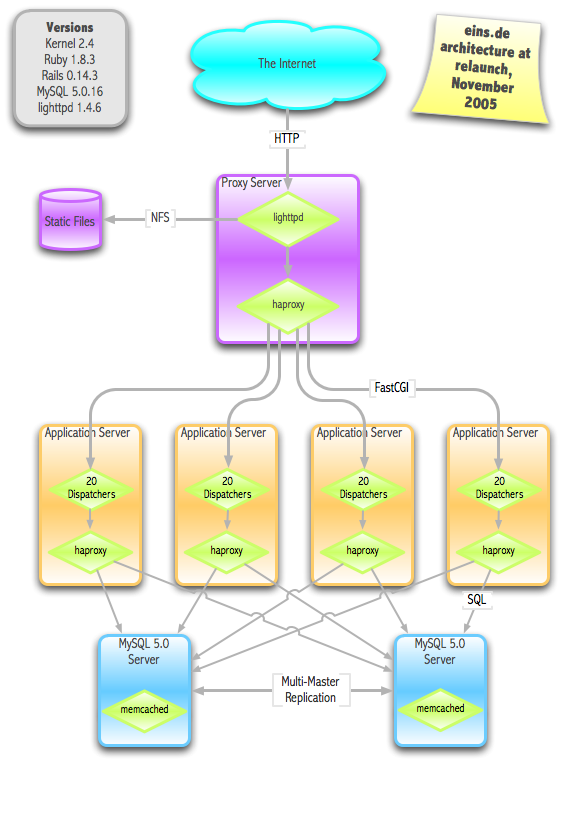 Versions
Kernel 2.4
Ruby 1.8.3
Rails 0.14.3
MySQL 5.0.16
lighttpd 1.4.6
The Internet
eins.de
architecture at
relaunch,
November
2005
HTTP
Proxy Server
lighttpd
NFS
Static Files
haproxy
FastCGI
Application Server
Application Server
Application Server
Application Server
20
Dispatchers
20
Dispatchers
20
Dispatchers
20
Dispatchers
haproxy
haproxy
haproxy
haproxy
SQL
MySQL 5.0
Server
MySQL 5.0
Server
Multi-Master
Replication
memcached
memcached